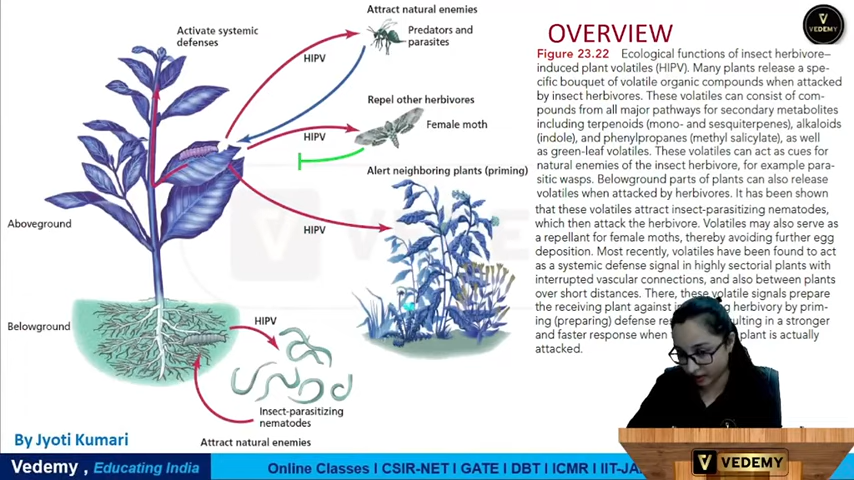 Attract natural enemies
Predators and
parasites
Activate systemic
defenses
HIPV
Repel other herbivores
HIPV
Female moth
Alert neighboring plants (priming)
HIPV
Aboveground
Belowground
HIPV
Insect-parasitizing
nematodes
Attract natural enemies
OVERVIEW
Figure 23.22 Ecological functions of insect herbivore–
induced plant volatiles (HIPV). Many plants release a spe-
cific bouquet of volatile organic compounds when attacked
by insect herbivores. These volatiles can consist of com-
pounds from all major pathways for secondary metabolites
including terpenoids (mono- and sesquiterpenes), alkaloids
(indole), and phenylpropanes (methyl salicylate), as well
as green-leaf volatiles. These volatiles can act as cues for
natural enemies of the insect herbivore, for example para-
sitic wasps. Belowground parts of plants can also release
volatiles when attacked by herbivores. It has been shown
that these volatiles attract insect-parasitizing nematodes,
which then attack the herbivore. Volatiles may also serve as
a repellant for female moths, thereby avoiding further egg
deposition. Most recently, volatiles have been found to act
as a systemic defense signal in highly sectorial plants with
interrupted vascular connections, and also between plants
over short distances. There, these volatile signals prepare
the receiving plant against herbivory by prim-
ing (preparing) defense resulting in a stronger
and faster response when plant is actually
attacked.
VEDEMY
By Jyoti Kumari
VEDEMY
Vedemy , Educating India
Online Classes I CSIR-NET I GATE I DBT I ICMR I IIT-JA